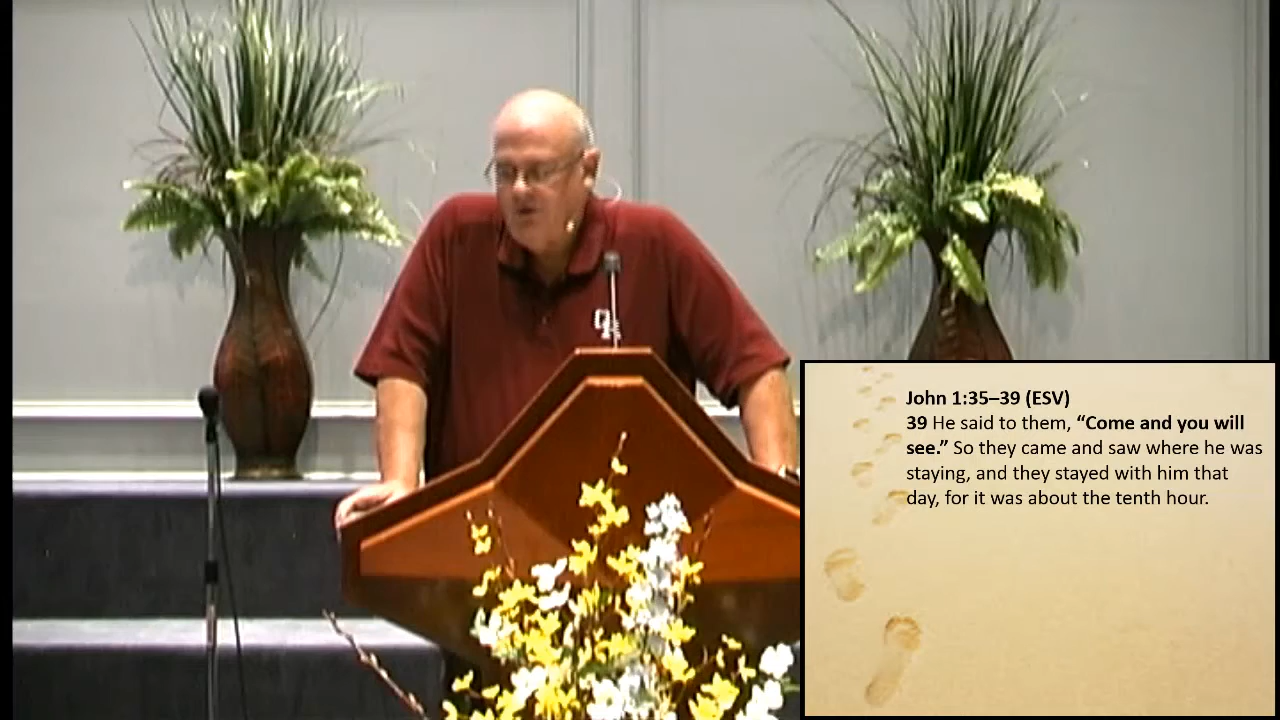 John 1:35–39 (ESV)
39 He said to them, “Come and you will
see.” So they came and saw where he was
staying, and they stayed with him that
day, for it was about the tenth hour.